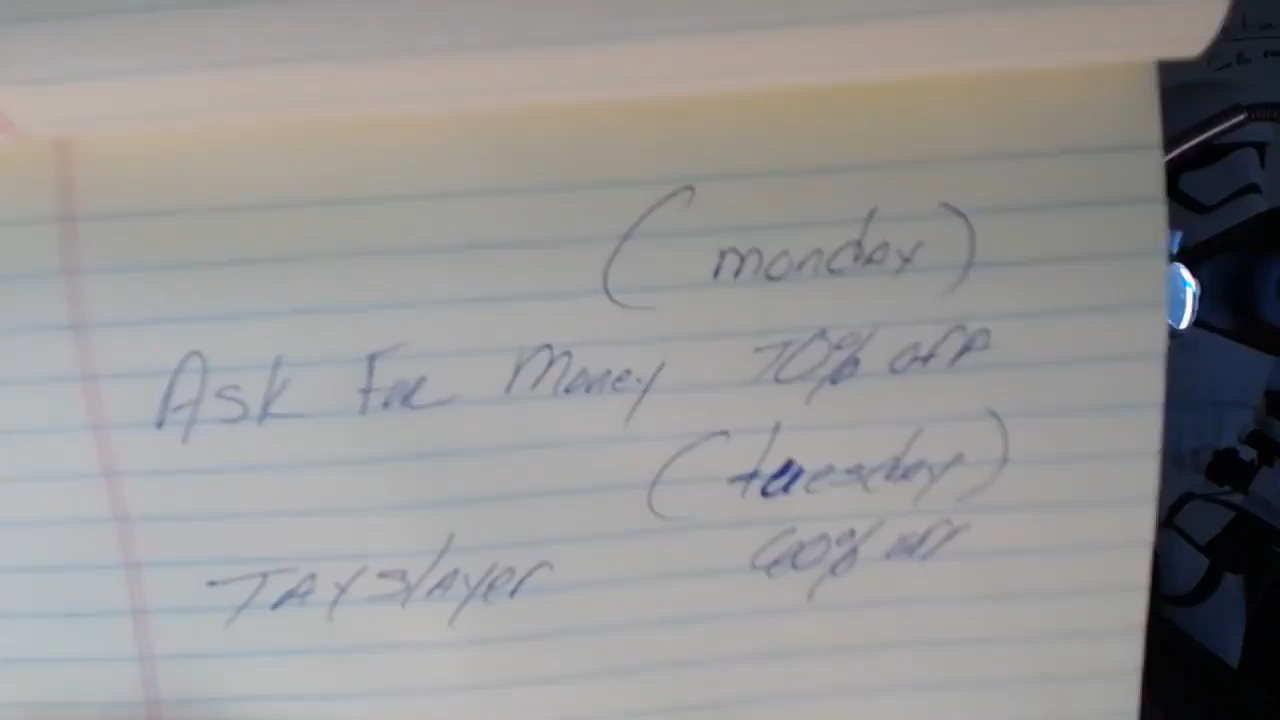 (monday)
Ask For Money 70% off
(tuesday)
60% off
TAXSlAyer